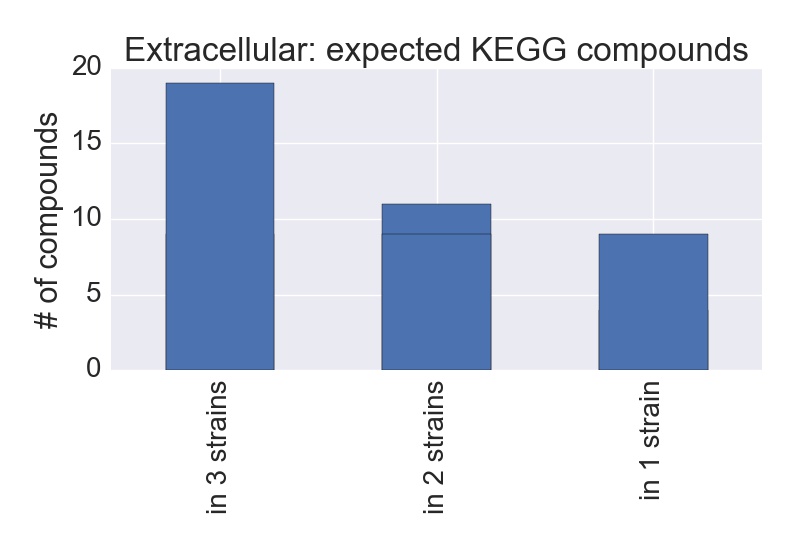 Extracellular: expected KEGG compounds
# of compounds
20
15
10
5
0
in 3 strains
in 2 strains
in 1 strain